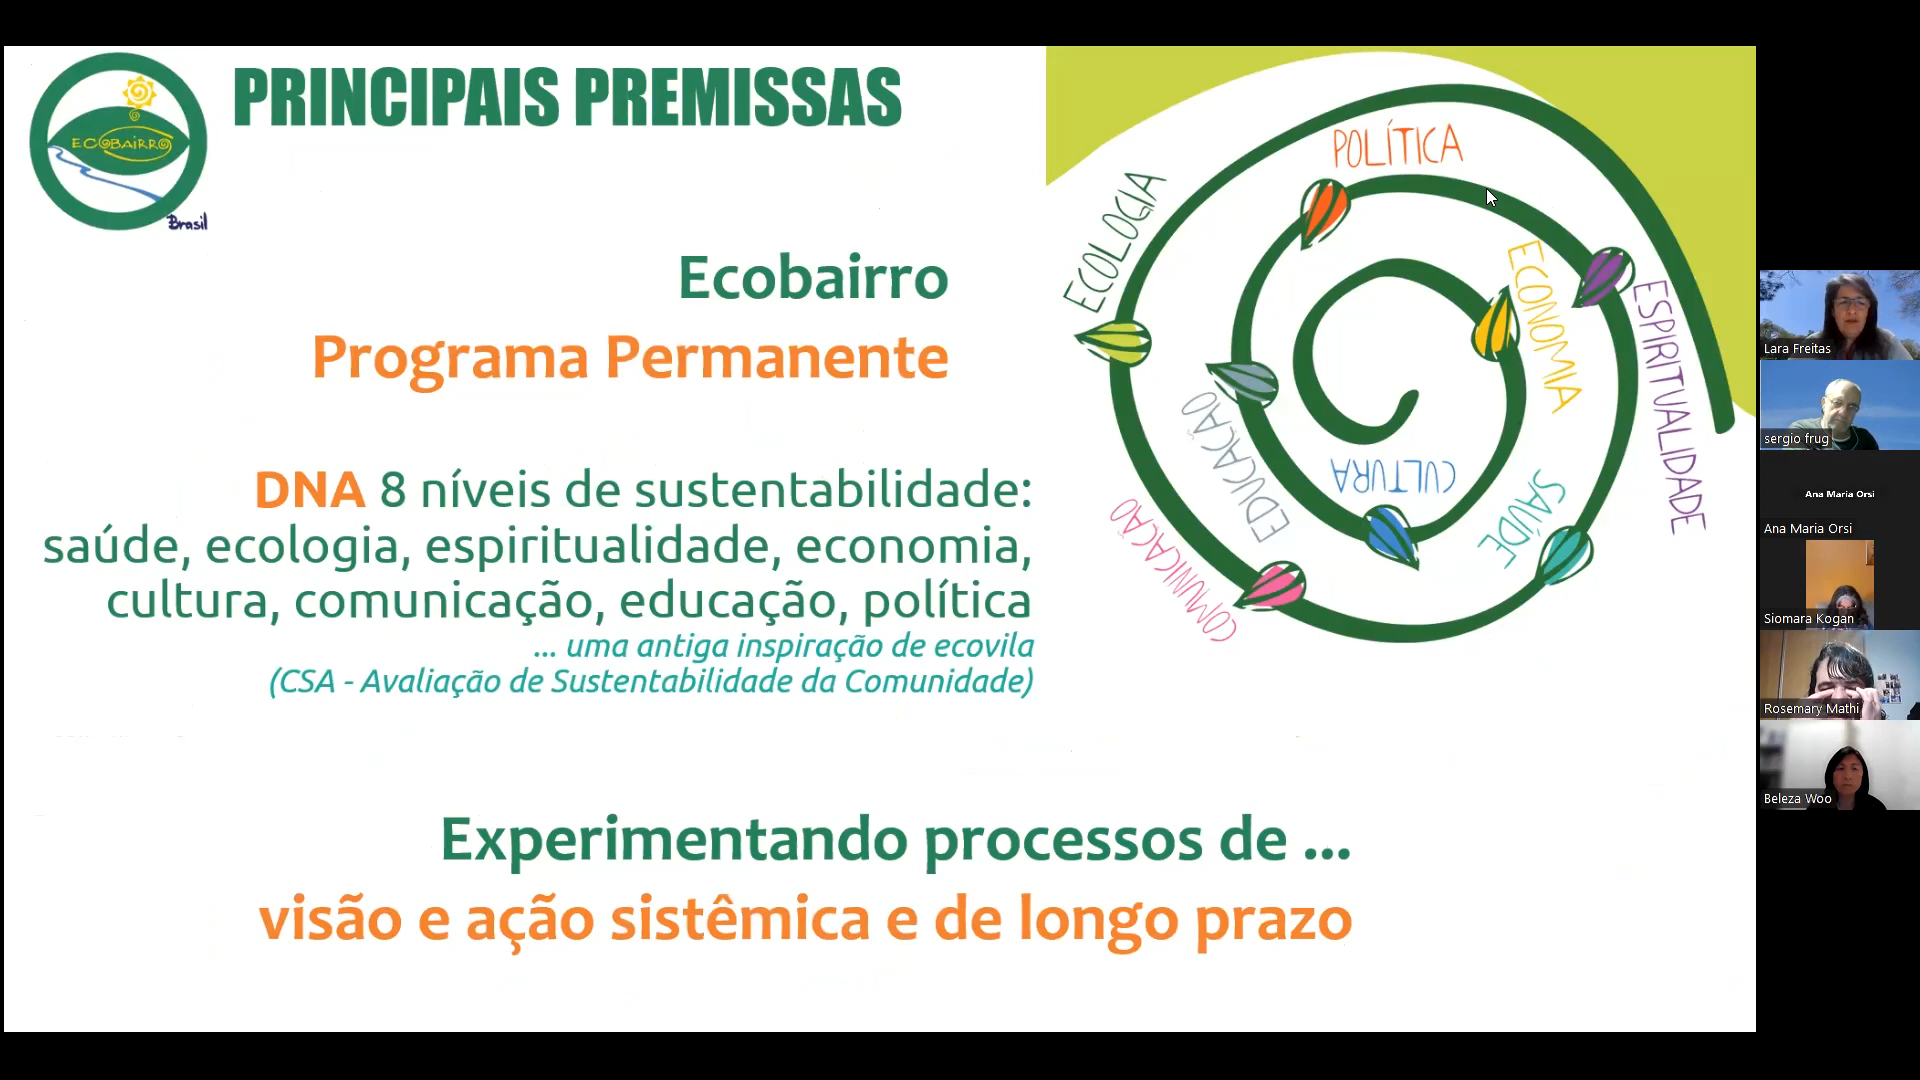 PRINCIPAIS PREMISSAS
ECOBAIRRO
Brasil
Ecobairro
Programa Permanente
DNA 8 níveis de sustentabilidade:
saúde, ecologia, espiritualidade, economia,
cultura, comunicação, educação, política
... uma antiga inspiração de ecovila
(CSA - Avaliação de Sustentabilidade da Comunidade)
Experimentando processos de ...
visão e ação sistêmica e de longo prazo
POLÍTICA
ECOLOGIA
ECONOMIA
ESPIRITUALIDADE
EDUCAÇÃO
CULTURA
SAÚDE
COMUNICAÇÃO
Lara Freitas
sergio frug
Ana Maria Orsi
Ana Maria Orsi
Siomara Kogan
Rosemary Mathi
Beleza Woo